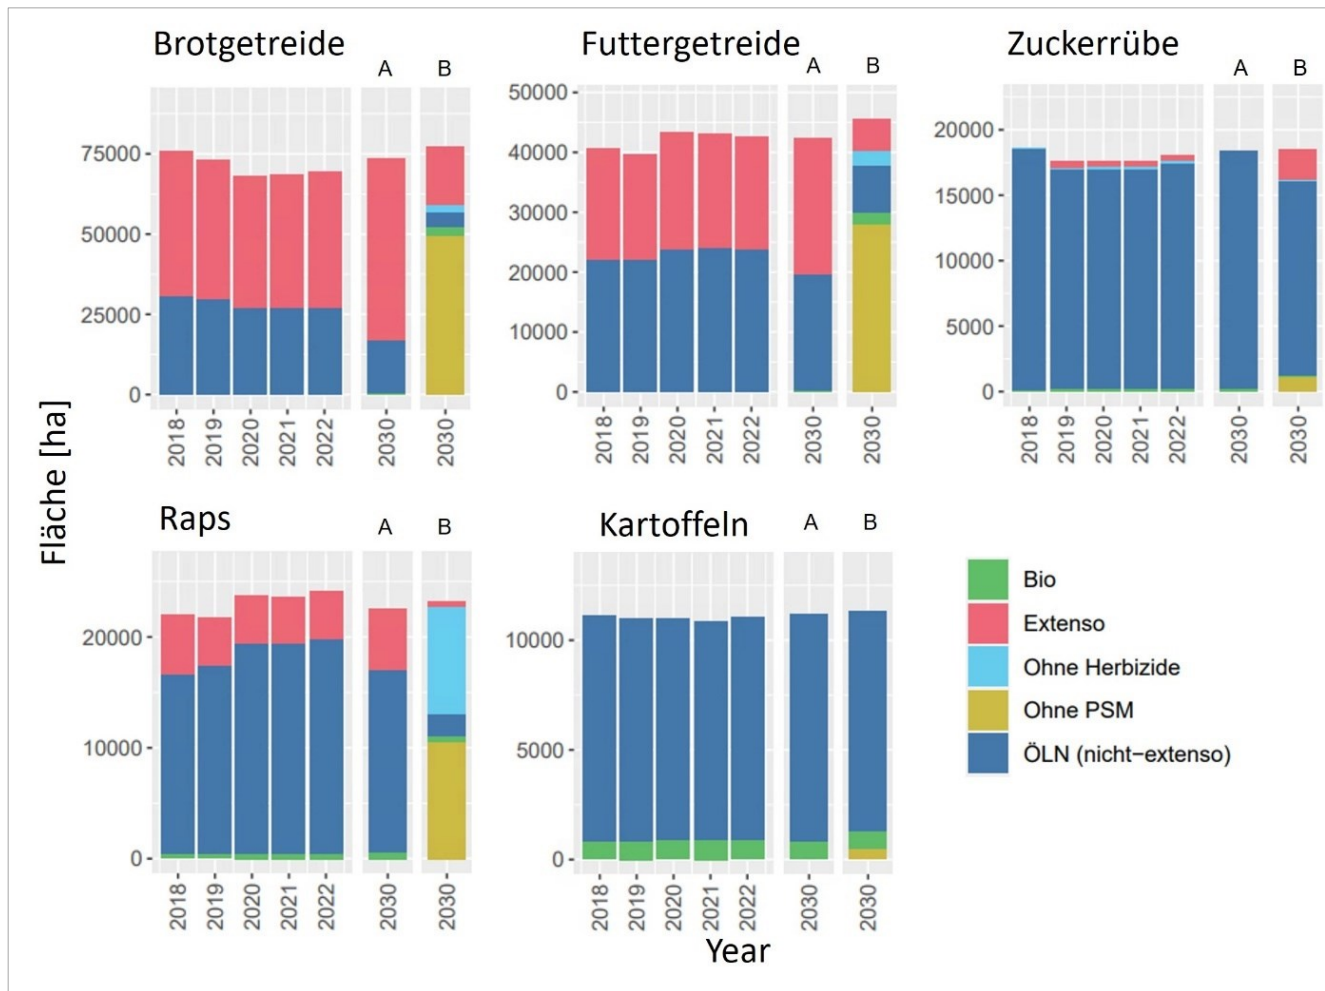 Brotgetreide
A
B
75000
50000
25000
0
2018
2019
2020
2021
2022
2030
2030
Futtergetreide
A
B
50000
40000
30000
20000
10000
0
2018
2019
2020
2021
2022
2030
2030
Zuckerrübe
A
B
20000
15000
10000
5000
0
2018
2019
2020
2021
2022
2030
2030
Fläche [ha]
Raps
A
B
20000
10000
0
2018
2019
2020
2021
2022
2030
2030
Kartoffeln
A
B
10000
5000
0
2018
2019
2020
2021
2022
2030
2030
Year
Bio
Extenso
Ohne Herbizide
Ohne PSM
ÖLN (nicht−extenso)